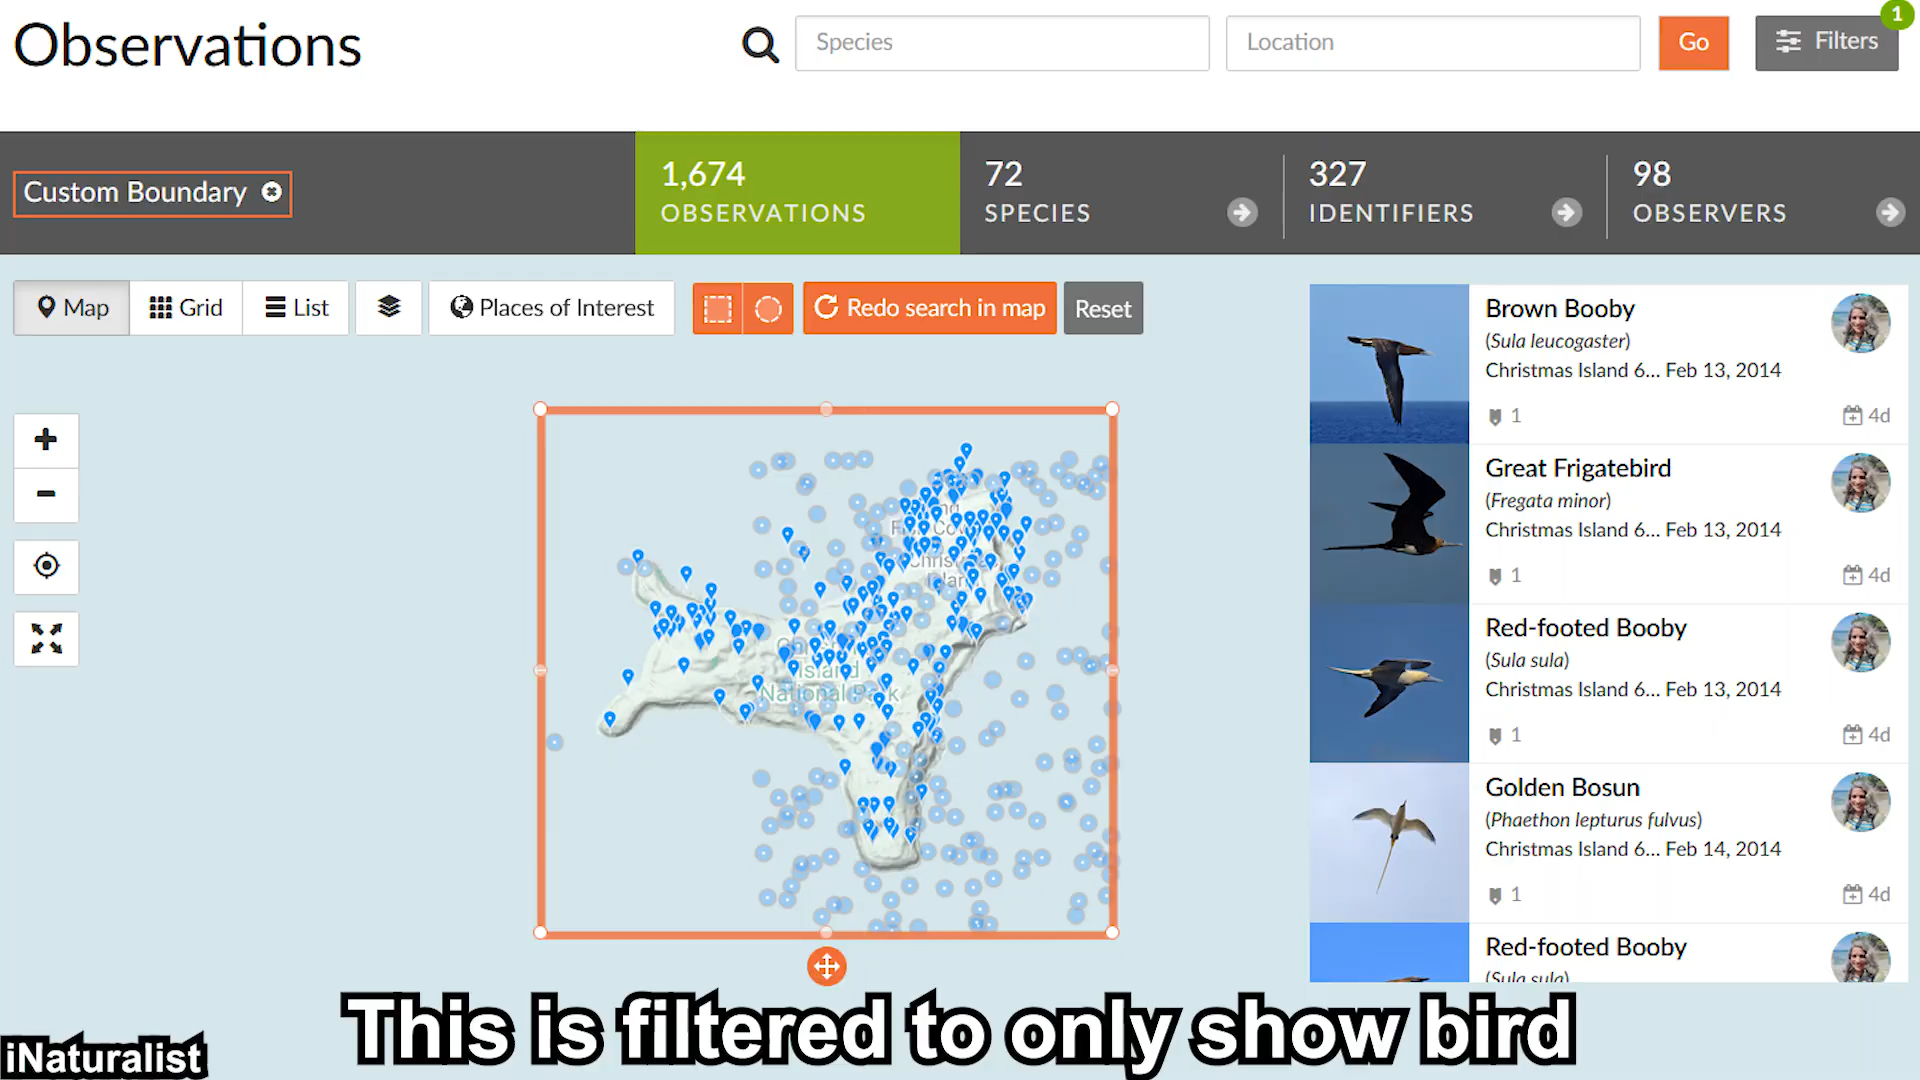 Observations
Species
Location
Go
Filters
1
Custom Boundary
1,674
OBSERVATIONS
72
SPECIES
327
IDENTIFIERS
98
OBSERVERS
Map
Grid
List
Places of Interest
Redo search in map
Reset
Island
National Park
Brown Booby
(Sula leucogaster)
Christmas Island 6... Feb 13, 2014
1
4d
Great Frigatebird
(Fregata minor)
Christmas Island 6... Feb 13, 2014
1
4d
Red-footed Booby
(Sula sula)
Christmas Island 6... Feb 13, 2014
1
4d
Golden Bosun
(Phaethon lepturus fulvus)
Christmas Island 6... Feb 14, 2014
1
4d
Red-footed Booby
(Sula sula)
This is filtered to only show bird
iNaturalist